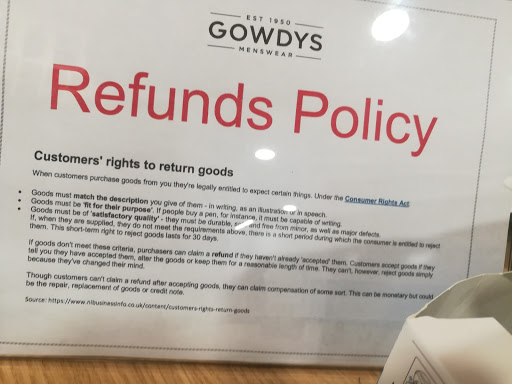 EST 1950
GOWDYS
MENSWEAR
Refunds Policy
Customers' rights to return goods
When customers purchase goods from you they're legally entitled to expect certain things. Under the Consumer Rights Act
Goods must match the description you give of them - in writing, as an illustration or in speech.
Goods must be 'fit for their purpose'. If people buy a pen, for instance, it must be capable of writing.
Goods must be of 'satisfactory quality' - they must be durable, and free from minor, as well as major defects.
If, when they are supplied, they do not meet the requirements above, there is a short period during which the consumer is entitled to reject
them. This short-term right to reject goods lasts for 30 days.
If goods don't meet these criteria, purchasers can claim a refund if they haven't already 'accepted' them. Customers accept goods if they
tell you they have accepted them, alter the goods or keep them for a reasonable length of time. They can't, however, reject goods simply
because they've changed their mind.
Though customers can't claim a refund after accepting goods, they can claim compensation of some sort. This can be monetary but could
be the repair, replacement of goods or credit note.
Source: https://www.nibusinessinfo.co.uk/content/customers-rights-return-goods